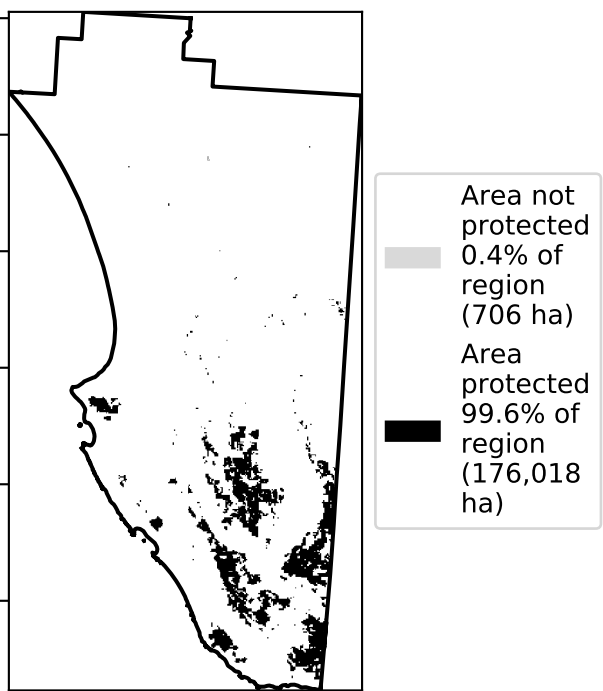 Area not
protected
0.4% of
region
(706 ha)
Area
protected
99.6% of
region
(176,018
ha)